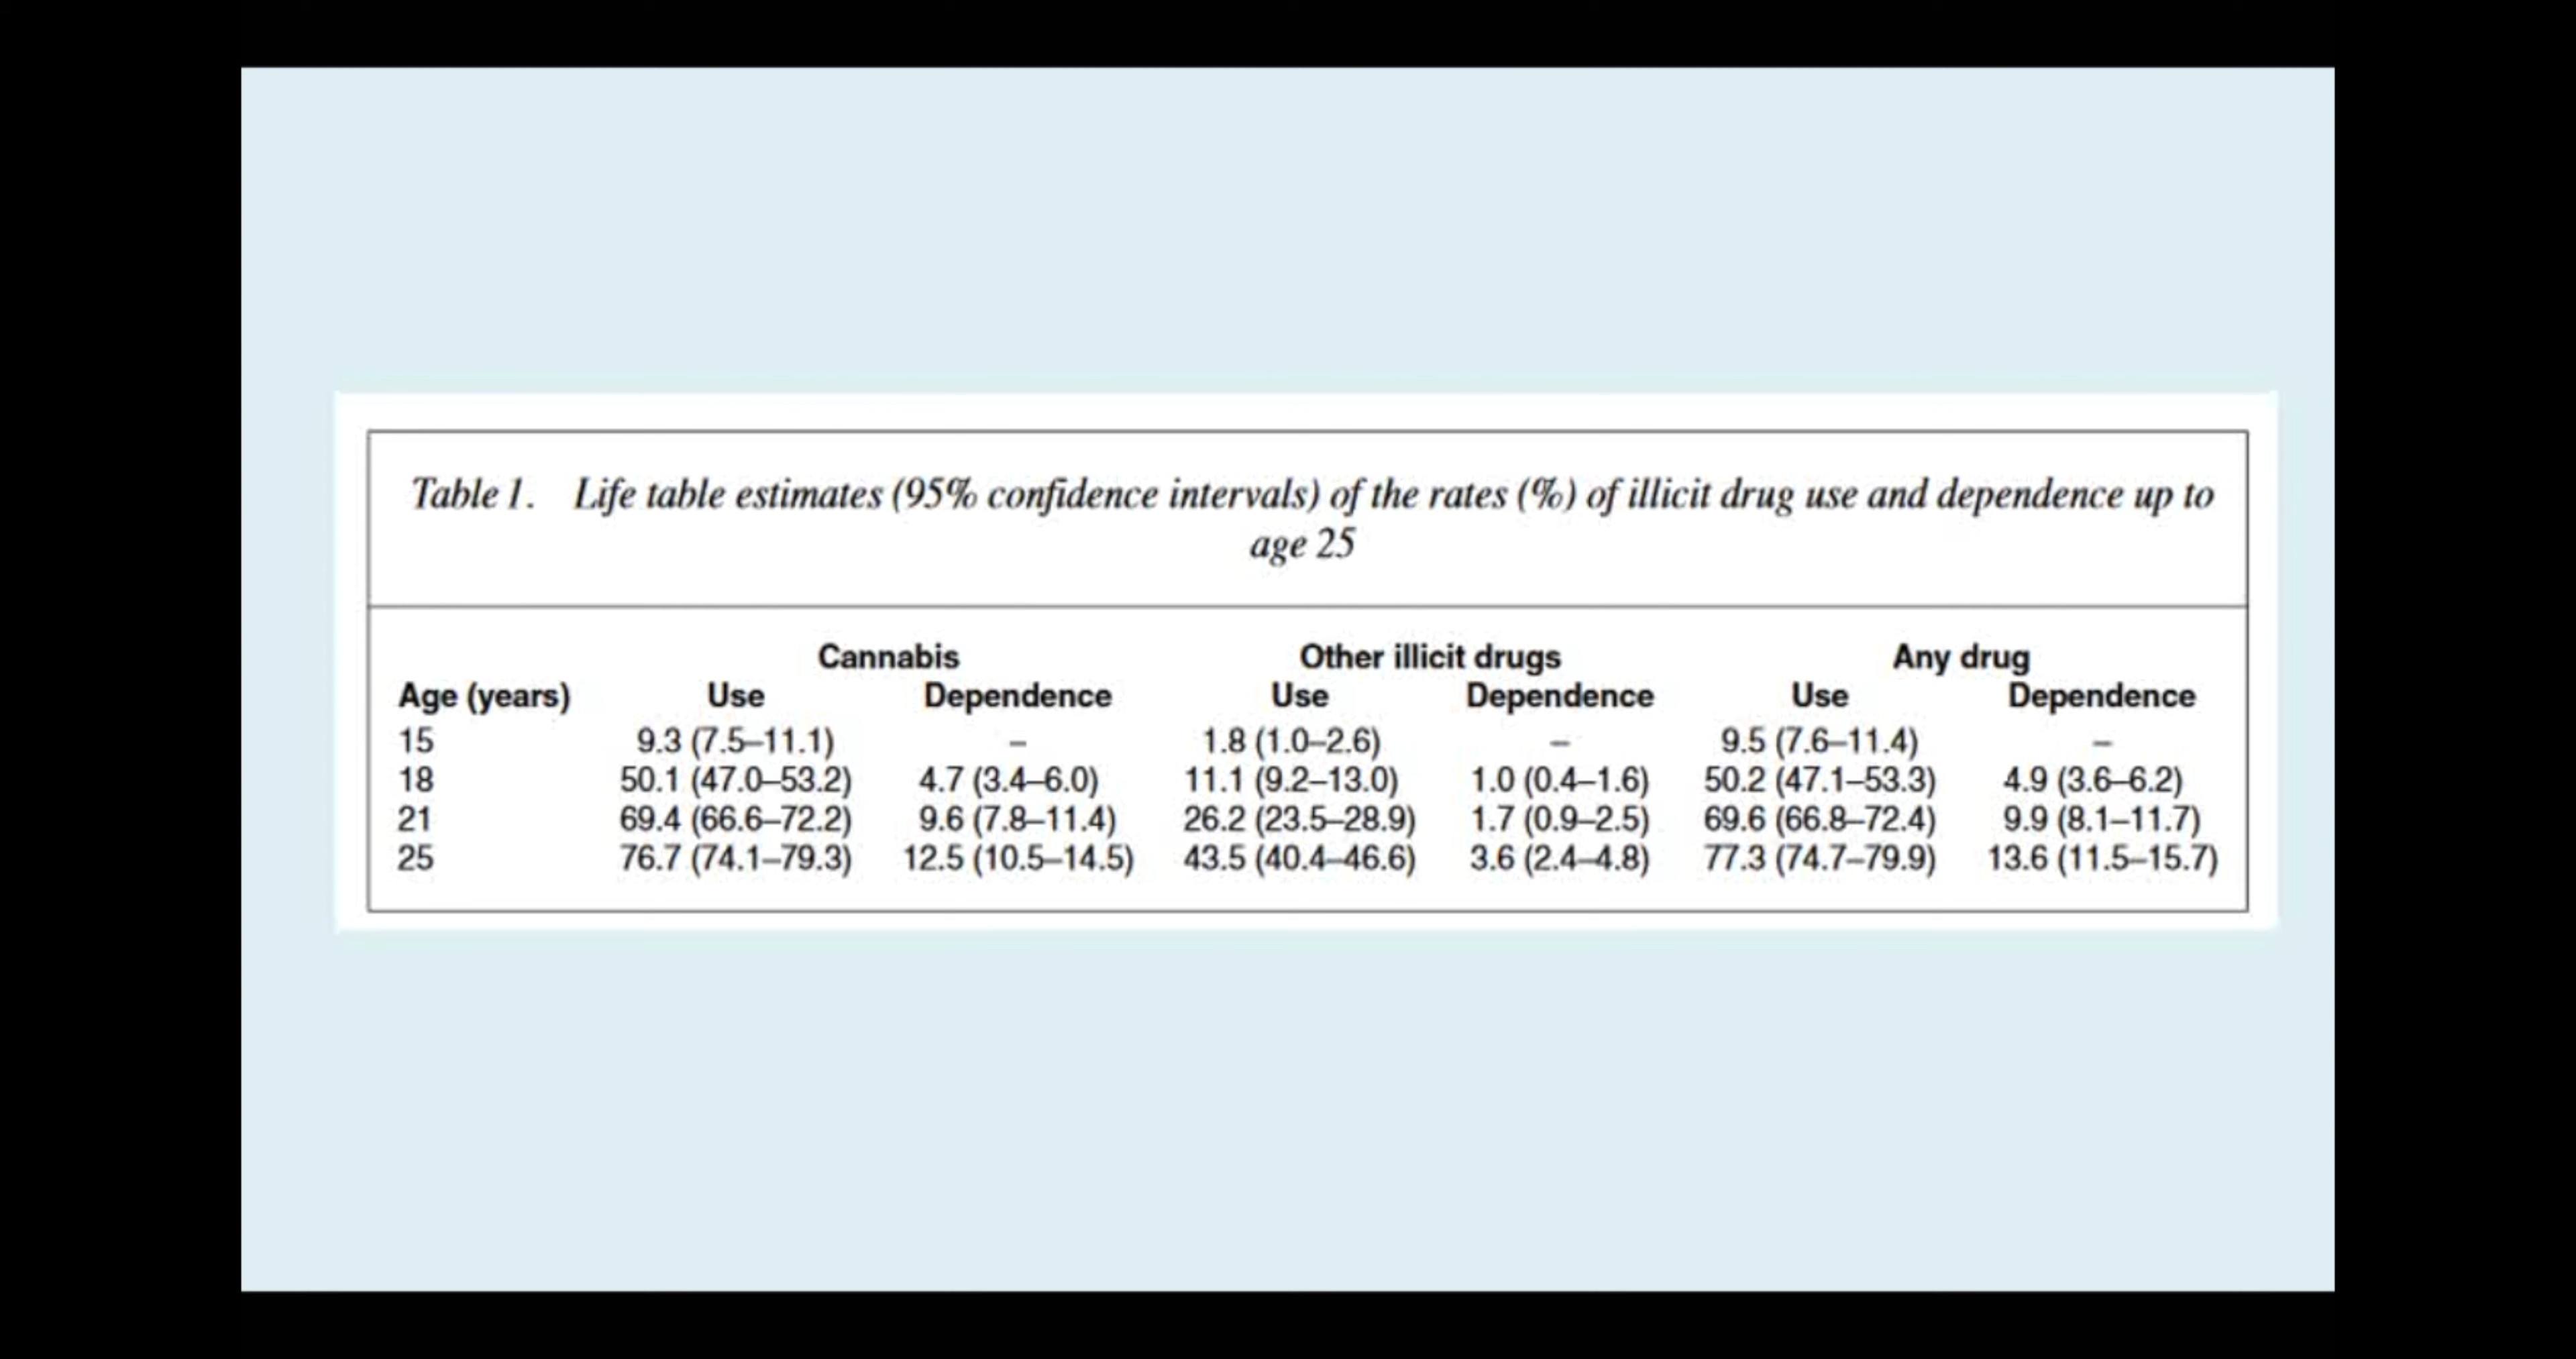 Table 1. Life table estimates (95% confidence intervals) of the rates (%) of illicit drug use and dependence up to
age 25
Cannabis Other illicit drugs Any drug
Age (years) Use Dependence Use Dependence Use Dependence
15 9.3 (7.5–11.1) – 1.8 (1.0–2.6) – 9.5 (7.6–11.4) –
18 50.1 (47.0–53.2) 4.7 (3.4–6.0) 11.1 (9.2–13.0) 1.0 (0.4–1.6) 50.2 (47.1–53.3) 4.9 (3.6–6.2)
21 69.4 (66.6–72.2) 9.6 (7.8–11.4) 26.2 (23.5–28.9) 1.7 (0.9–2.5) 69.6 (66.8–72.4) 9.9 (8.1–11.7)
25 76.7 (74.1–79.3) 12.5 (10.5–14.5) 43.5 (40.4–46.6) 3.6 (2.4–4.8) 77.3 (74.7–79.9) 13.6 (11.5–15.7)